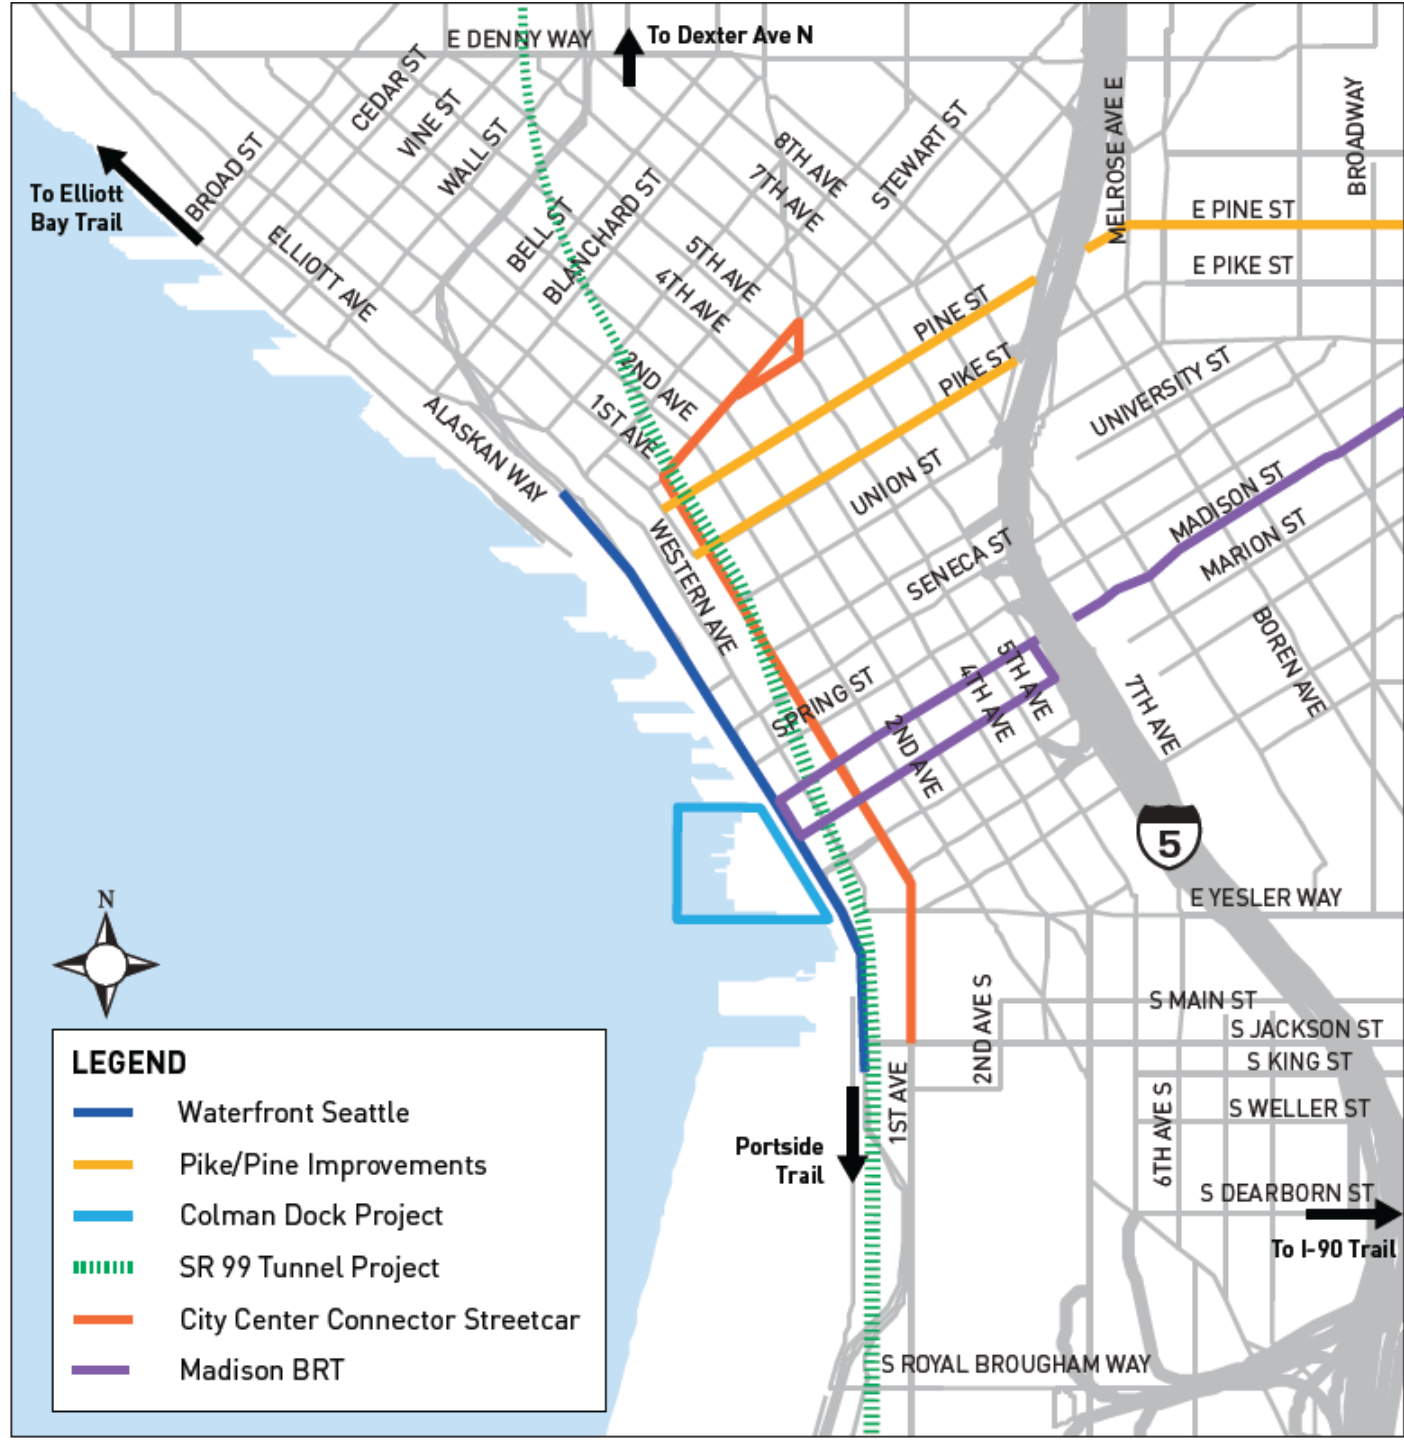 E DENNY WAY
To Dexter Ave N
CEDAR ST
VINE ST
WALL ST
BROAD ST
To Elliott
Bay Trail
ELLIOTT AVE
BELL ST
BLANCHARD ST
8TH AVE
7TH AVE
STEWART ST
5TH AVE
4TH AVE
MELROSE AVE E
BROADWAY
E PINE ST
E PIKE ST
PINE ST
PIKE ST
2ND AVE
1ST AVE
ALASKAN WAY
WESTERN AVE
UNION ST
UNIVERSITY ST
SENECA ST
MADISON ST
MARION ST
BOREN AVE
SPRING ST
5TH AVE
4TH AVE
2ND AVE
7TH AVE
5
E YESLER WAY
N
S MAIN ST
S JACKSON ST
S KING ST
S WELLER ST
2ND AVE S
1ST AVE
6TH AVE S
S DEARBORN ST
To I-90 Trail
Portside
Trail
S ROYAL BROUGHAM WAY
LEGEND
Waterfront Seattle
Pike/Pine Improvements
Colman Dock Project
SR 99 Tunnel Project
City Center Connector Streetcar
Madison BRT